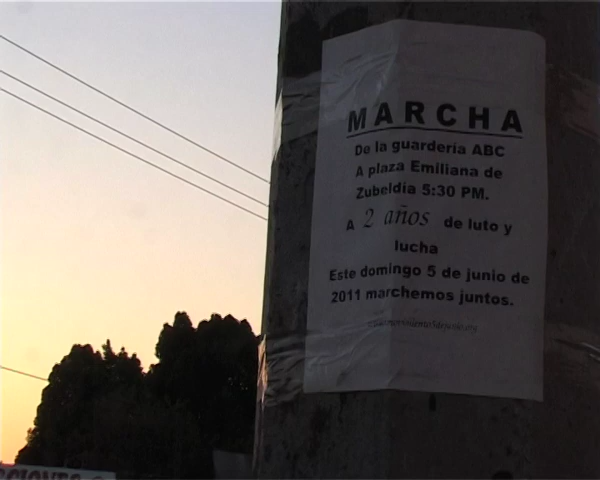 MARCHA
De la guardería ABC
A plaza Emiliana de
Zubeldia 5:30 PM.
A 2 años de luto y
lucha
Este domingo 5 de junio de
2011 marchemos juntos.